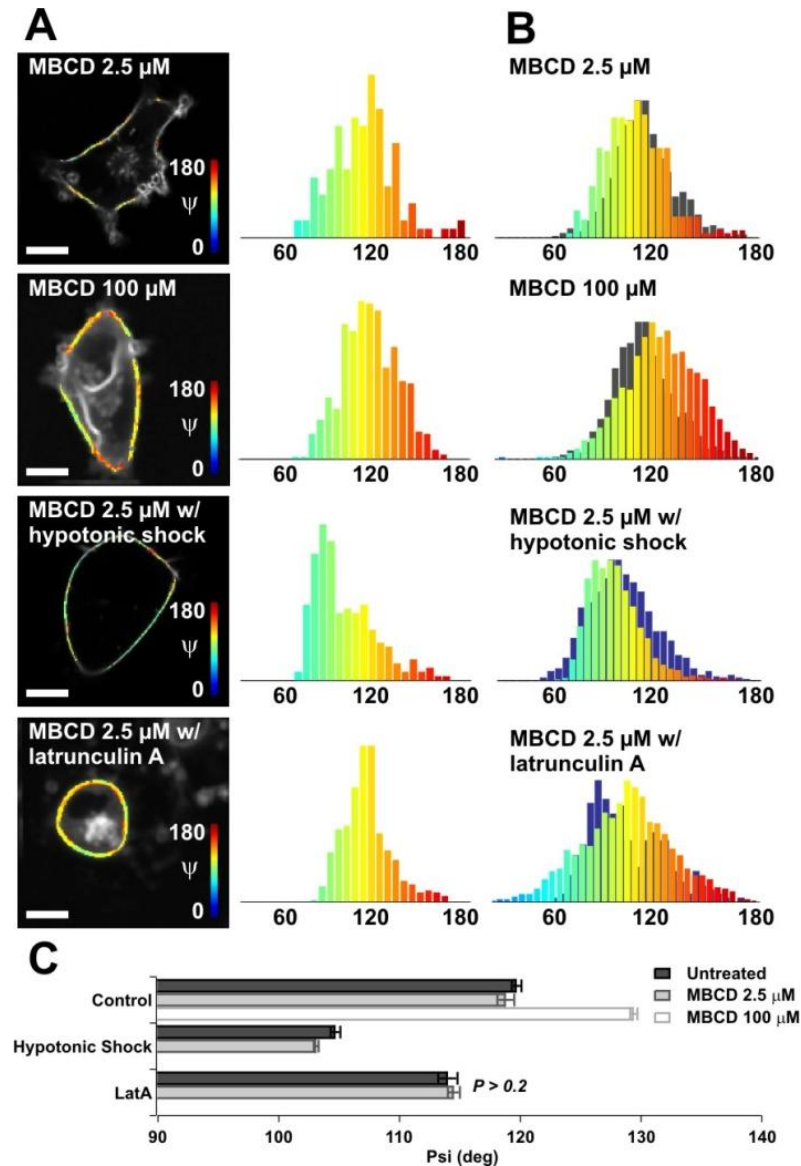 A
B
MBCD 2.5 µM
180
ψ
0
60 120 180
MBCD 2.5 µM
60 120 180
MBCD 100 µM
180
ψ
0
60 120 180
MBCD 100 µM
60 120 180
MBCD 2.5 µM w/
hypotonic shock
180
ψ
0
60 120 180
MBCD 2.5 µM w/
hypotonic shock
60 120 180
MBCD 2.5 µM w/
latrunculin A
180
ψ
0
60 120 180
MBCD 2.5 µM w/
latrunculin A
60 120 180
C
Untreated
MBCD 2.5 µM
MBCD 100 µM
Control
Hypotonic Shock
LatA
P > 0.2
90 100 110 120 130 140
Psi (deg)